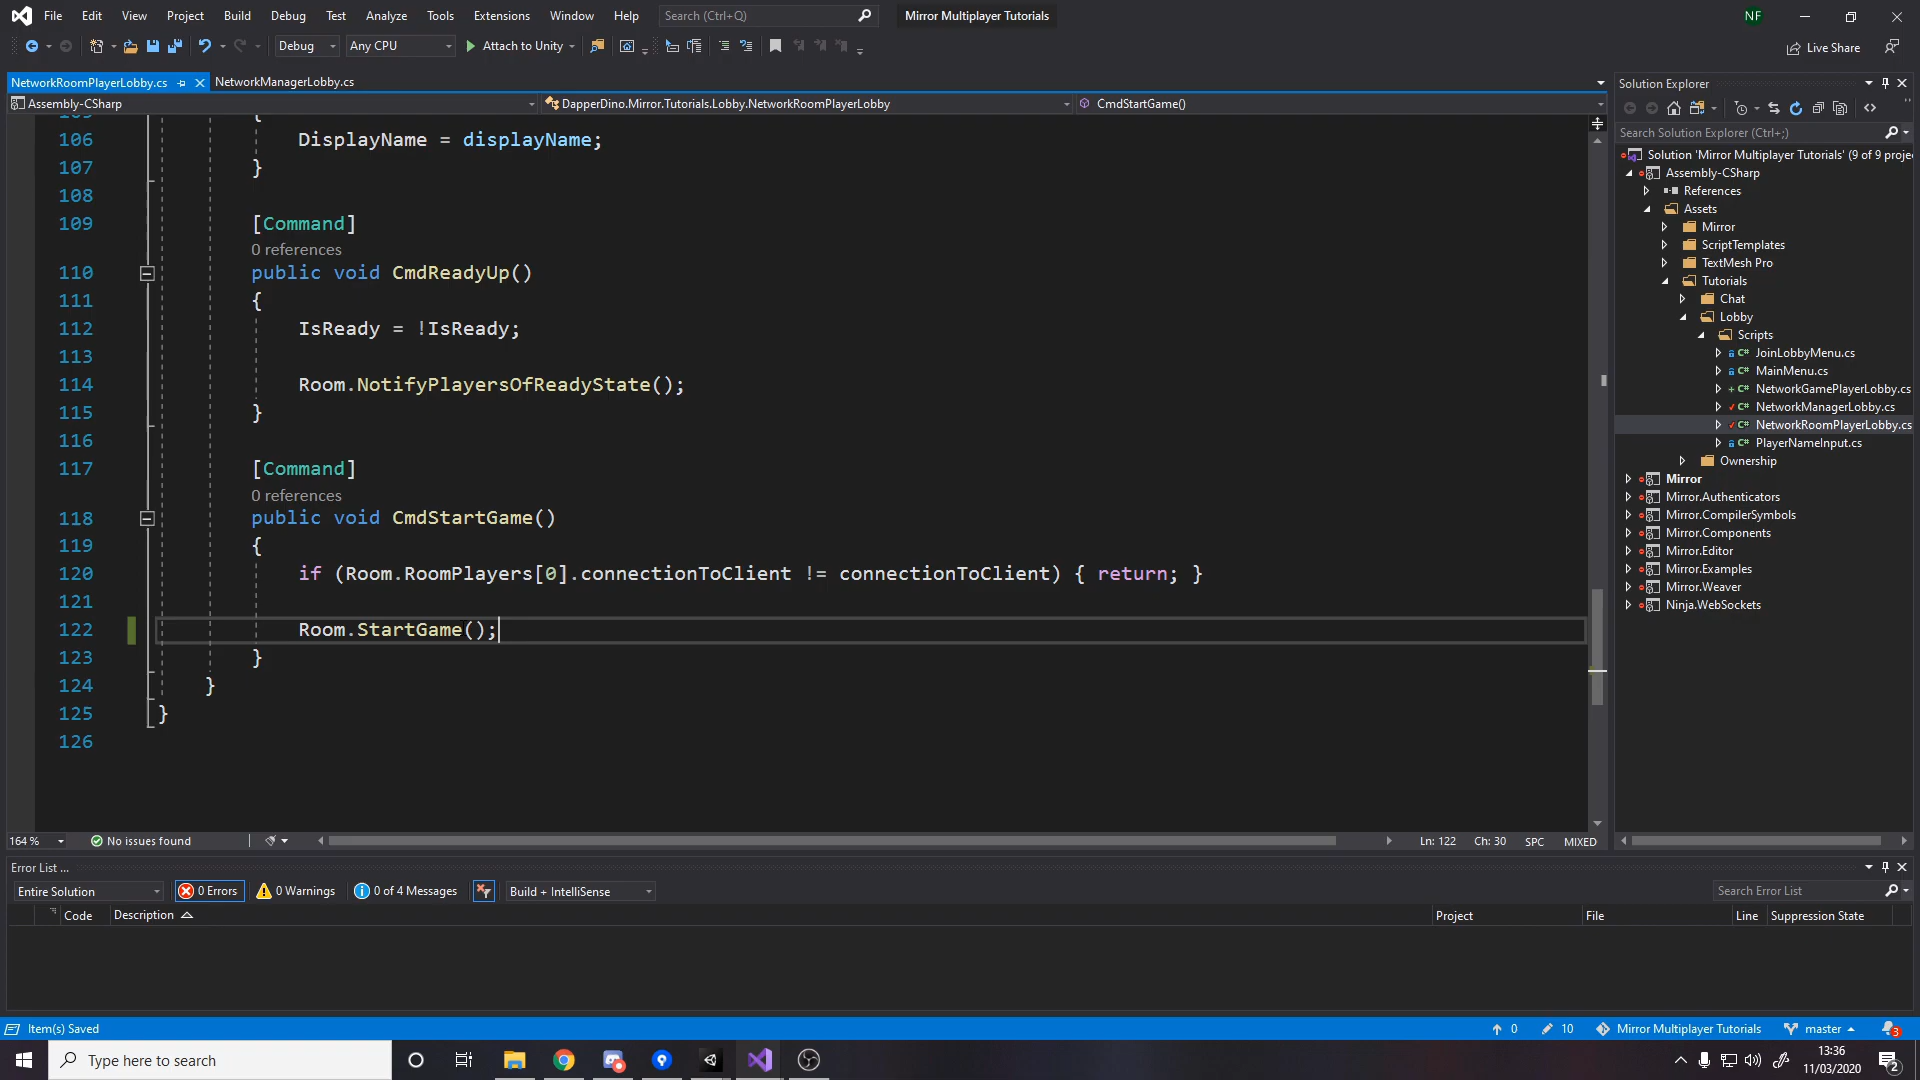 File Edit View Project Build Debug Test Analyze Tools Extensions Window Help Search (Ctrl+Q) Mirror Multiplayer Tutorials NF
Debug Any CPU Attach to Unity Live Share
NetworkRoomPlayerLobby.cs NetworkManagerLobby.cs
Assembly-CSharp DapperDino.Mirror.Tutorials.Lobby.NetworkRoomPlayerLobby CmdStartGame()
105 {
106 DisplayName = displayName;
107 }
108
109 [Command]
0 references
110 public void CmdReadyUp()
111 {
112 IsReady = !IsReady;
113
114 Room.NotifyPlayersOfReadyState();
115 }
116
117 [Command]
0 references
118 public void CmdStartGame()
119 {
120 if (Room.RoomPlayers[0].connectionToClient != connectionToClient) { return; }
121
122 Room.StartGame();
123 }
124 }
125 }
126
164 % No issues found Ln: 122 Ch: 30 SPC MIXED
Solution Explorer
Search Solution Explorer (Ctrl+;)
Solution 'Mirror Multiplayer Tutorials' (9 of 9 proje
Assembly-CSharp
References
Assets
Mirror
ScriptTemplates
TextMesh Pro
Tutorials
Chat
Lobby
Scripts
C# JoinLobbyMenu.cs
C# MainMenu.cs
C# NetworkGamePlayerLobby.cs
C# NetworkManagerLobby.cs
C# NetworkRoomPlayerLobby.cs
C# PlayerNameInput.cs
Ownership
Mirror
Mirror.Authenticators
Mirror.CompilerSymbols
Mirror.Components
Mirror.Editor
Mirror.Examples
Mirror.Weaver
Ninja.WebSockets
Error List ...
Entire Solution 0 Errors 0 Warnings 0 of 4 Messages Build + IntelliSense Search Error List
Code Description Project File Line Suppression State
Item(s) Saved 0 10 Mirror Multiplayer Tutorials master 3
Type here to search 13:36
11/03/2020 2